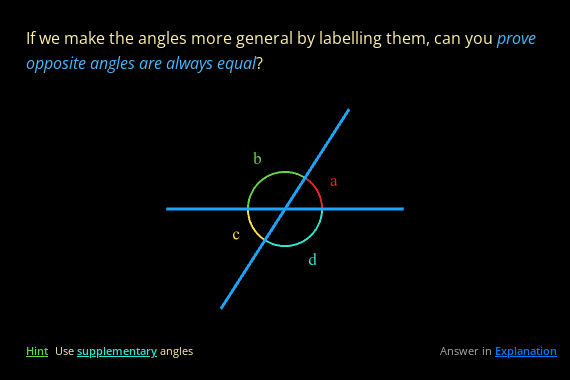 If we make the angles more general by labelling them, can you prove
opposite angles are always equal?
b
a
c
d
Hint Use supplementary angles
Answer in Explanation